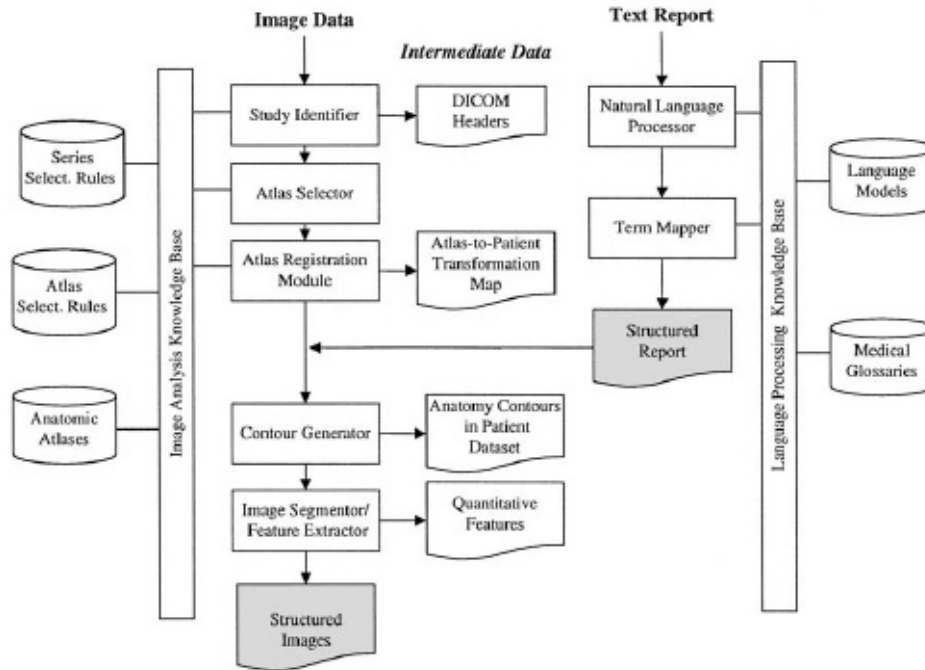 Image Data
Text Report
Intermediate Data
Study Identifier
DICOM
Headers
Natural Language
Processor
Series
Select. Rules
Language
Models
Atlas Selector
Term Mapper
Atlas Registration
Module
Atlas-to-Patient
Transformation
Map
Atlas
Select. Rules
Structured
Report
Medical
Glossaries
Image Analysis Knowledge Base
Language Processing Knowledge Base
Anatomic
Atlases
Contour Generator
Anatomy Contours
in Patient
Dataset
Image Segmentor/
Feature Extractor
Quantitative
Features
Structured
Images